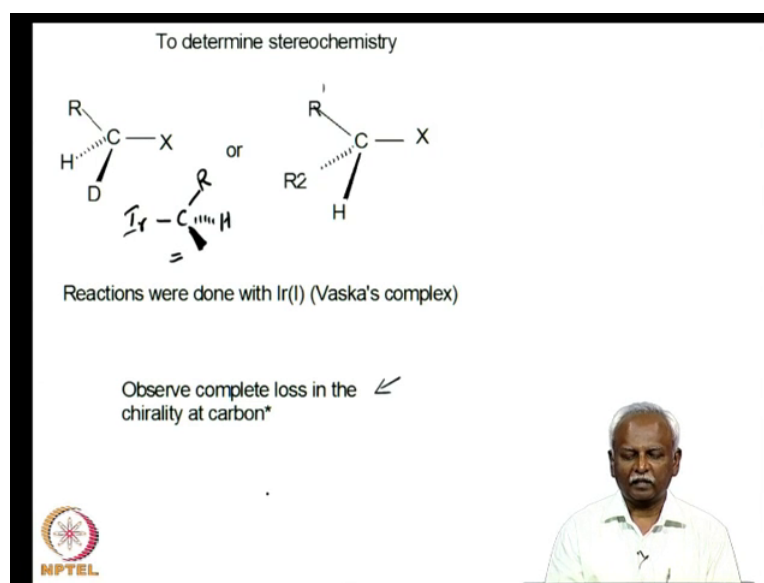 To determine stereochemistry
R
C — X
H
D
or
R'
C — X
R2
H
R
Ir - C H
=
Reactions were done with Ir(I) (Vaska's complex)
Observe complete loss in the
chirality at carbon*
NPTEL